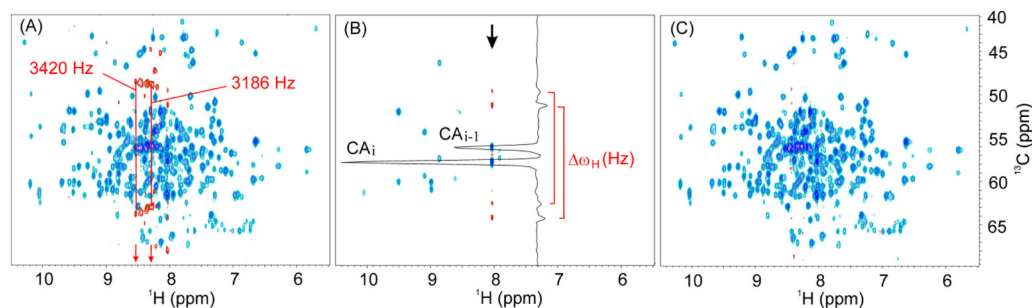 (A)
3420 Hz
3186 Hz
10 9 8 7 6
¹H (ppm)
(B)
CAᵢ
CAᵢ₋₁
Δω_H (Hz)
10 9 8 7 6
¹H (ppm)
(C)
40
45
50
55
60
65
¹³C (ppm)
10 9 8 7 6
¹H (ppm)